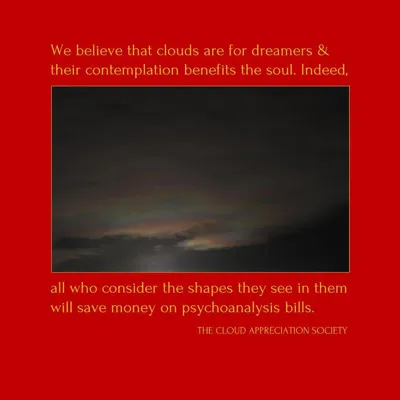 We believe that clouds are for dreamers &
their contemplation benefits the soul. Indeed,
all who consider the shapes they see in them
will save money on psychoanalysis bills.
THE CLOUD APPRECIATION SOCIETY